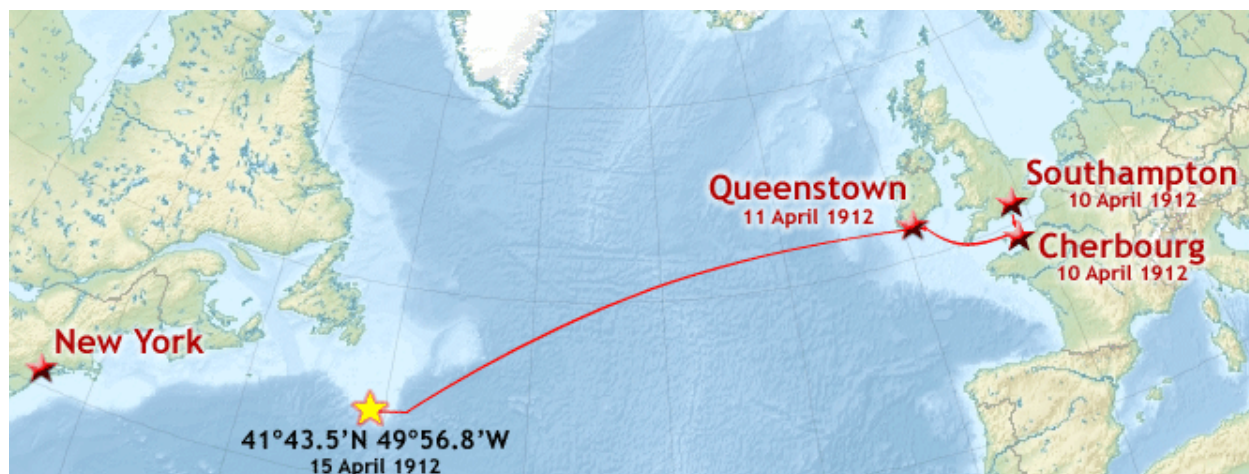 Southampton
10 April 1912
Queenstown
11 April 1912
Cherbourg
10 April 1912
New York
41°43.5’N 49°56.8’W
15 April 1912